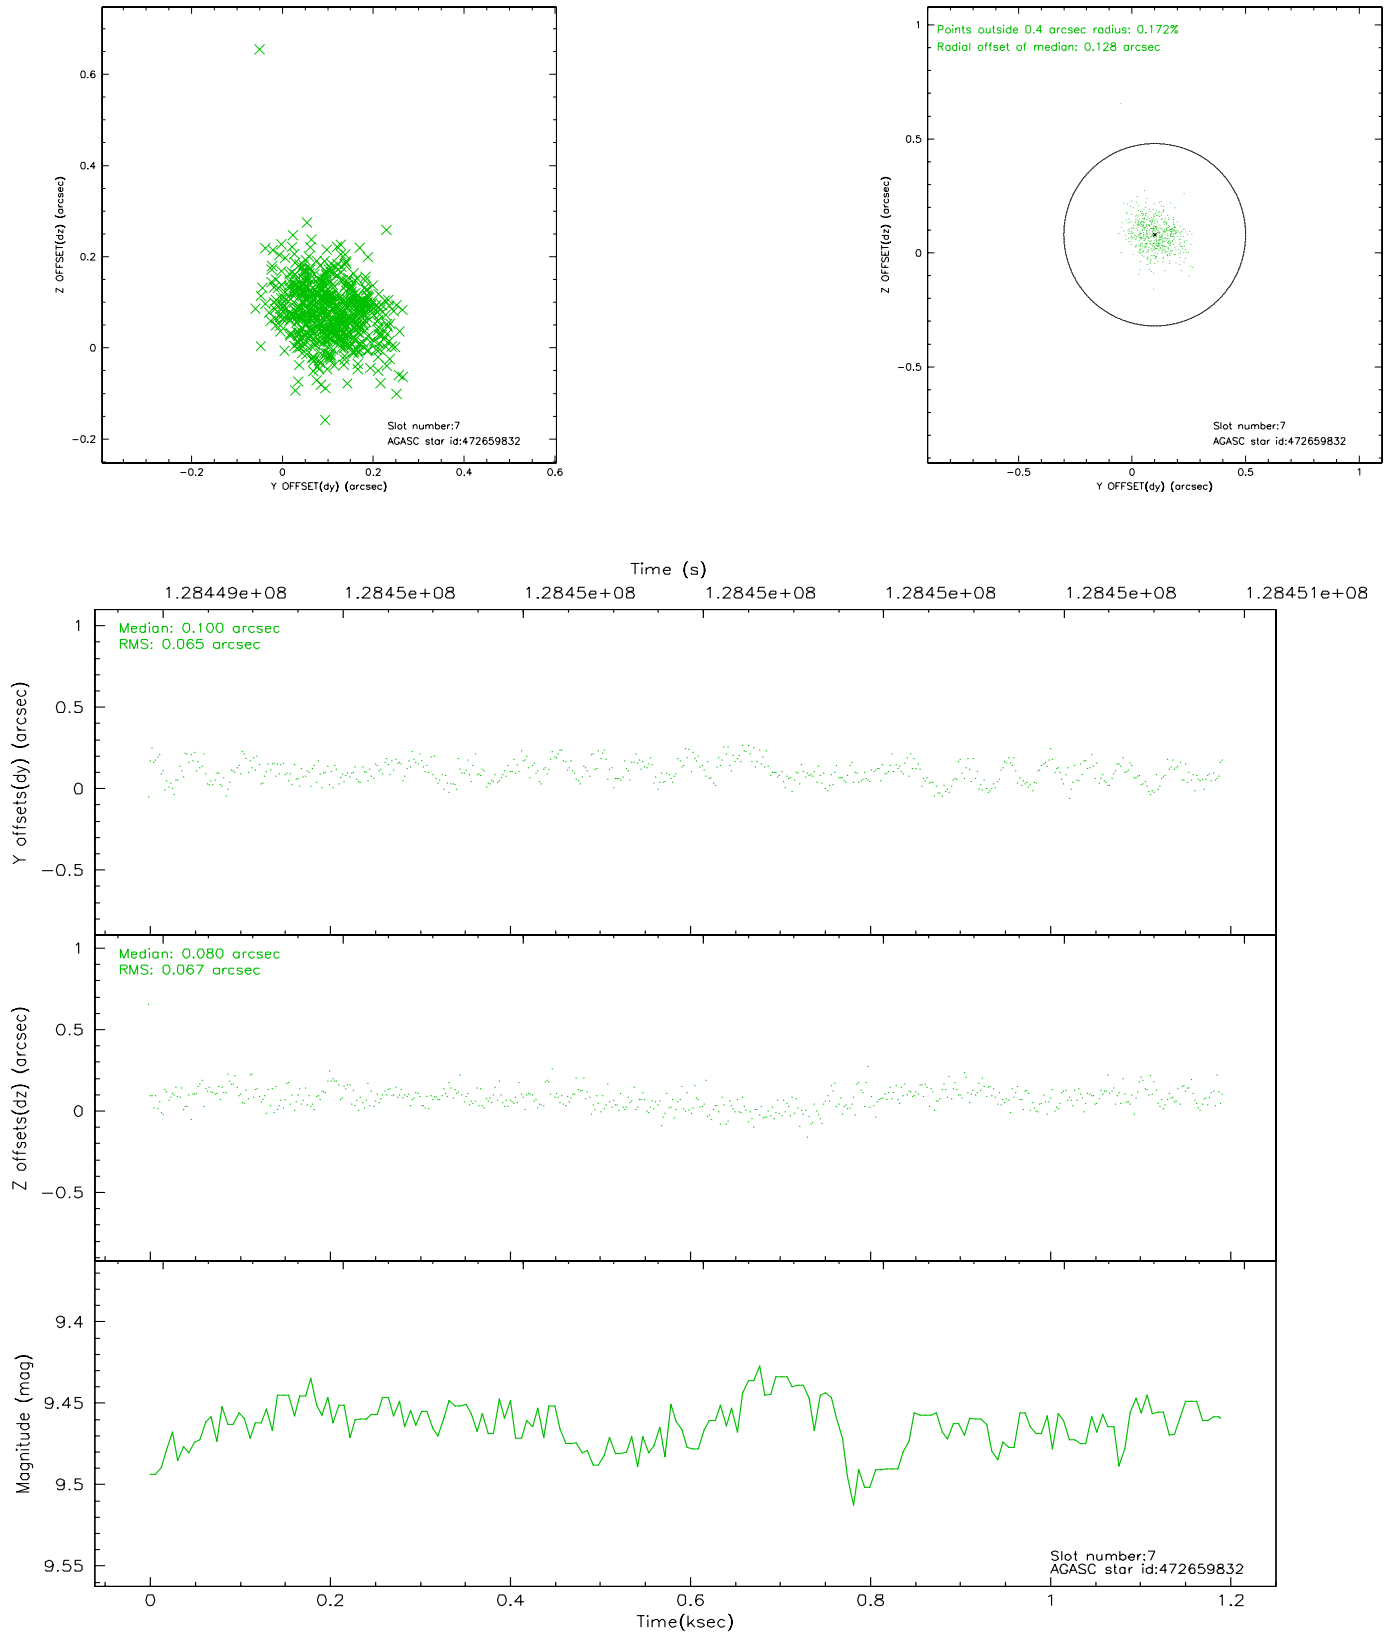 0.6
0.4
0.2
0
−0.2
−0.2
0
0.2
0.4
0.6
Z OFFSET(dz) (arcsec)
Y OFFSET(dy) (arcsec)
Slot number:7
AGASC star id:472659832
Points outside 0.4 arcsec radius: 0.172%
Radial offset of median: 0.128 arcsec
1
0.5
0
−0.5
−0.5
0
0.5
1
Z OFFSET(dz) (arcsec)
Y OFFSET(dy) (arcsec)
Slot number:7
AGASC star id:472659832
Time (s)
1.28449e+08
1.2845e+08
1.2845e+08
1.2845e+08
1.2845e+08
1.2845e+08
1.28451e+08
Median: 0.100 arcsec
RMS: 0.065 arcsec
1
0.5
0
−0.5
Y offsets(dy) (arcsec)
Median: 0.080 arcsec
RMS: 0.067 arcsec
1
0.5
0
−0.5
Z offsets(dz) (arcsec)
9.4
9.45
9.5
9.55
Magnitude (mag)
Slot number:7
AGASC star id:472659832
0
0.2
0.4
0.6
0.8
1
1.2
Time(ksec)